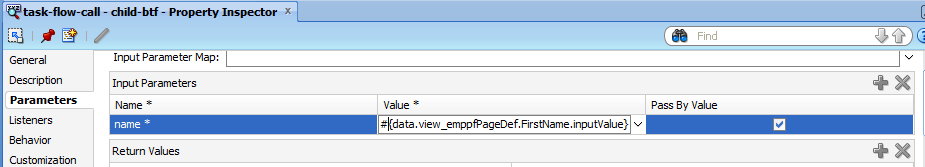 task-flow-call - child-btf - Property Inspector ×
Find
General
Description
Parameters
Listeners
Behavior
Customization
Input Parameter Map:
Input Parameters
Name * Value * Pass By Value
name * #{data.view_emppfPageDef.FirstName.inputValue}
Return Values